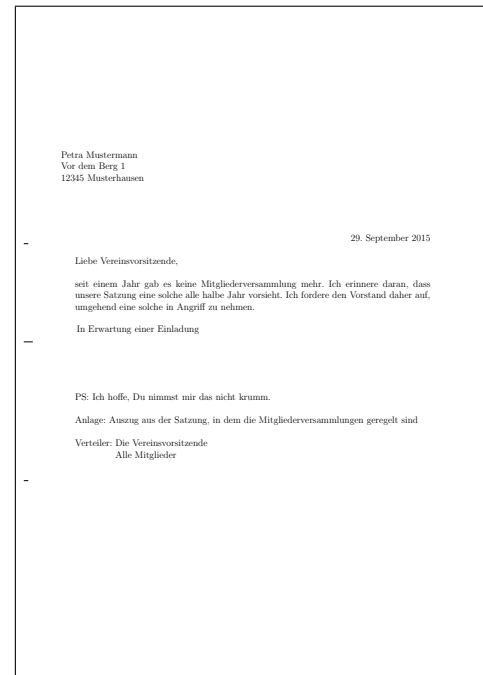 Petra Mustermann
Vor dem Berg 1
12345 Musterhausen
29. September 2015
Liebe Vereinsvorsitzende,
seit einem Jahr gab es keine Mitgliederversammlung mehr. Ich erinnere daran, dass
unsere Satzung eine solche alle halbe Jahr vorsieht. Ich fordere den Vorstand daher auf,
umgehend eine solche in Angriff zu nehmen.
In Erwartung einer Einladung
PS: Ich hoffe, Du nimmst mir das nicht krumm.
Anlage: Auszug aus der Satzung, in dem die Mitgliederversammlungen geregelt sind
Verteiler: Die Vereinsvorsitzende
Alle Mitglieder